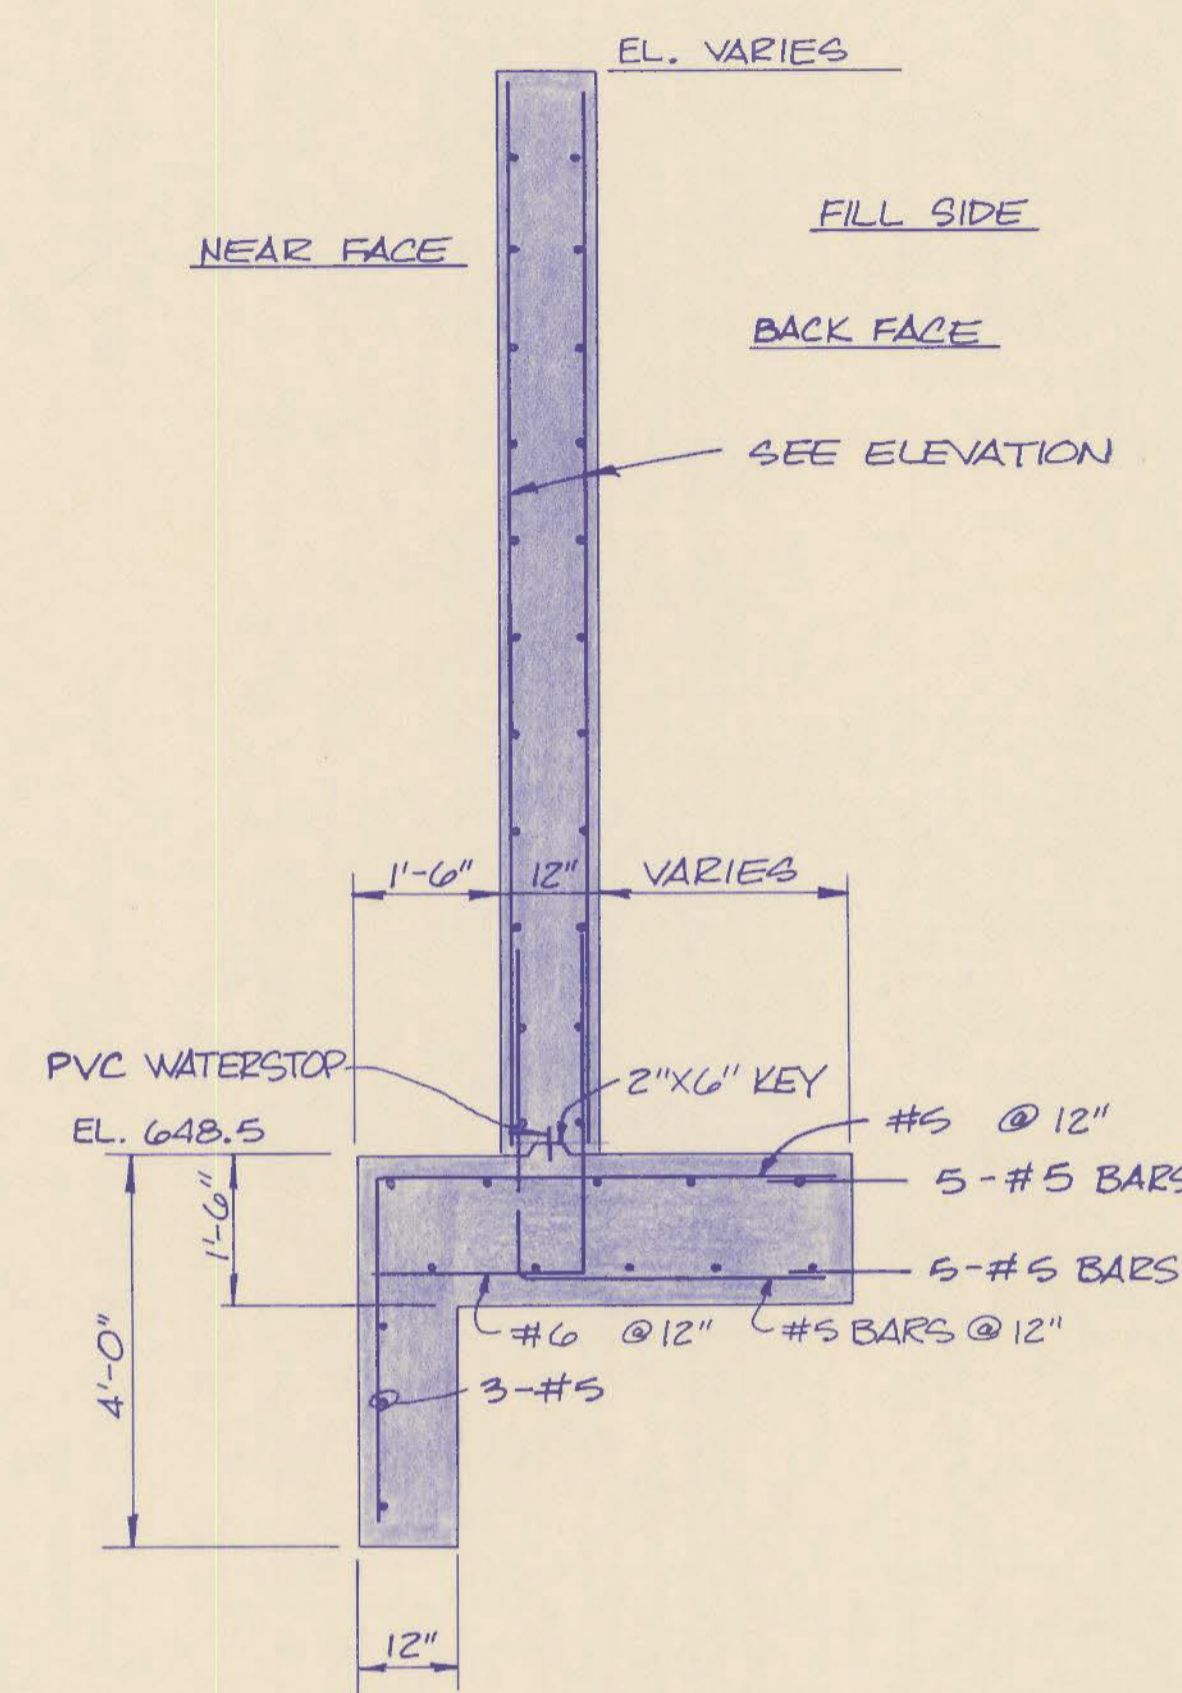 EL. VARIES
FILL SIDE
NEAR FACE
BACK FACE
SEE ELEVATION
1'-6" 12" VARIES
PVC WATERSTOP
2"X6" KEY
EL. 648.5
#5 @ 12"
5-#5 BARS
1'-6"
5-#5 BARS
#6 @12" #5 BARS @ 12"
4'-0"
3-#5
12"